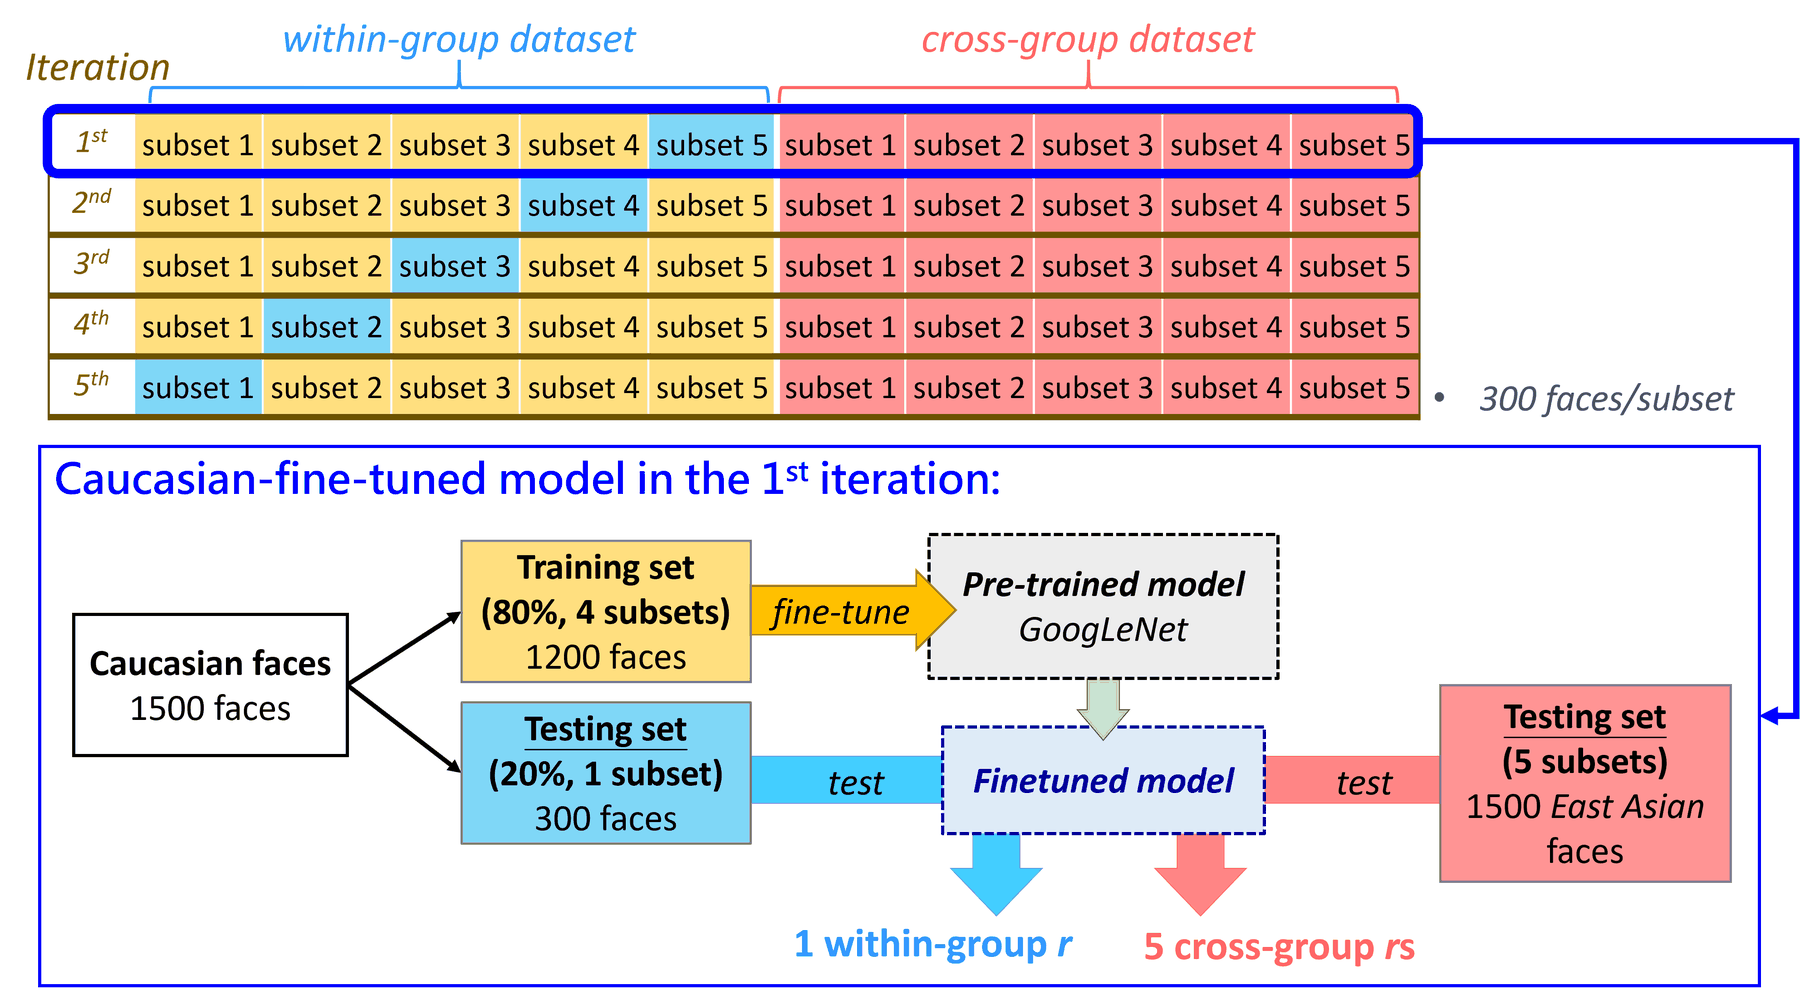 within-group dataset cross-group dataset
Iteration
1st subset 1 subset 2 subset 3 subset 4 subset 5 subset 1 subset 2 subset 3 subset 4 subset 5
2nd subset 1 subset 2 subset 3 subset 4 subset 5 subset 1 subset 2 subset 3 subset 4 subset 5
3rd subset 1 subset 2 subset 3 subset 4 subset 5 subset 1 subset 2 subset 3 subset 4 subset 5
4th subset 1 subset 2 subset 3 subset 4 subset 5 subset 1 subset 2 subset 3 subset 4 subset 5
5th subset 1 subset 2 subset 3 subset 4 subset 5 subset 1 subset 2 subset 3 subset 4 subset 5
• 300 faces/subset
Caucasian-fine-tuned model in the 1st iteration:
Caucasian faces
1500 faces
Training set
(80%, 4 subsets)
1200 faces
fine-tune
Pre-trained model
GoogLeNet
Testing set
(20%, 1 subset)
300 faces
test
Finetuned model
test
Testing set
(5 subsets)
1500 East Asian
faces
1 within-group r
5 cross-group rs